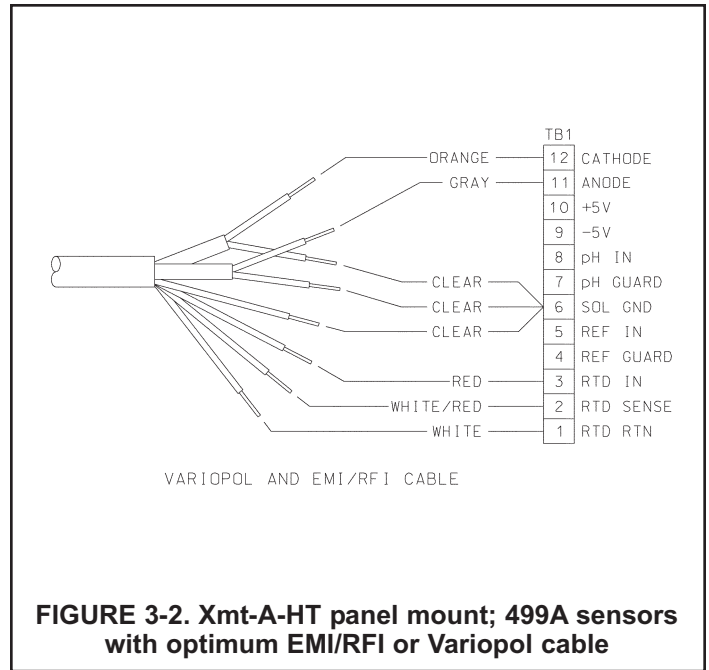 TB1
ORANGE 12 CATHODE
GRAY 11 ANODE
10 +5V
9 -5V
8 pH IN
CLEAR 7 pH GUARD
CLEAR 6 SOL GND
CLEAR 5 REF IN
4 REF GUARD
RED 3 RTD IN
WHITE/RED 2 RTD SENSE
WHITE 1 RTD RTN
VARIOPOL AND EMI/RFI CABLE
FIGURE 3-2. Xmt-A-HT panel mount; 499A sensors
with optimum EMI/RFI or Variopol cable